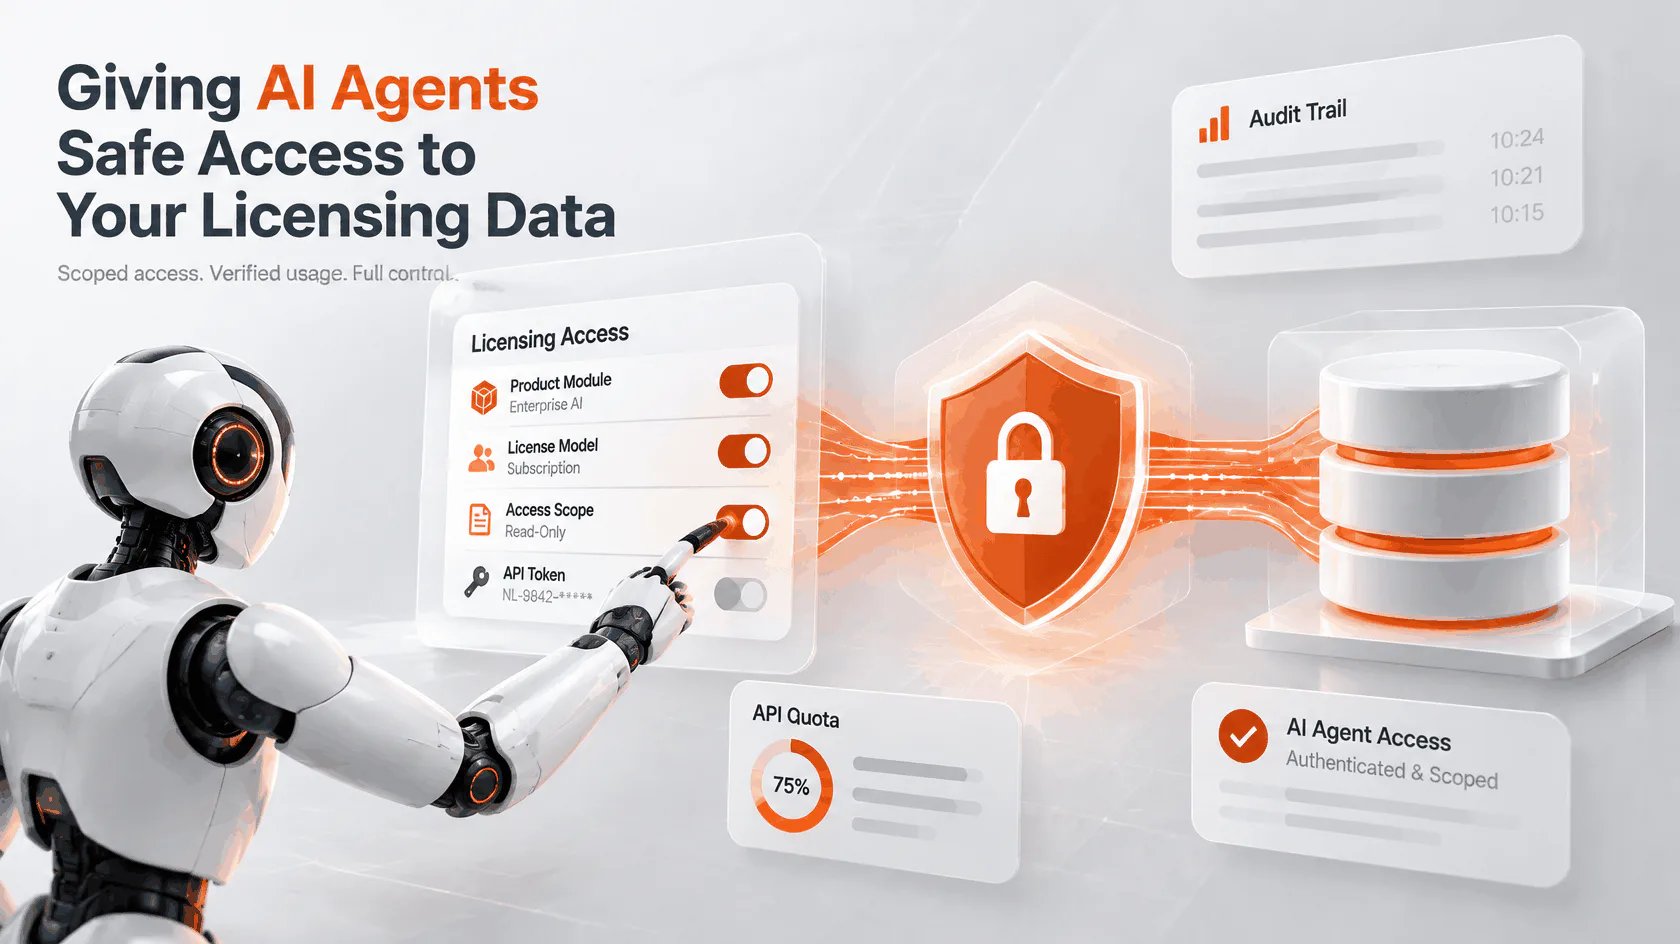 Giving AI Agents
Safe Access to
Your Licensing Data
Scoped access. Verified usage. Full control.
Licensing Access
Product Module
Enterprise AI
License Model
Subscription
Access Scope
Read-Only
API Token
NL-9842-*****
Audit Trail
10:24
10:21
10:15
API Quota
75%
AI Agent Access
Authenticated & Scoped